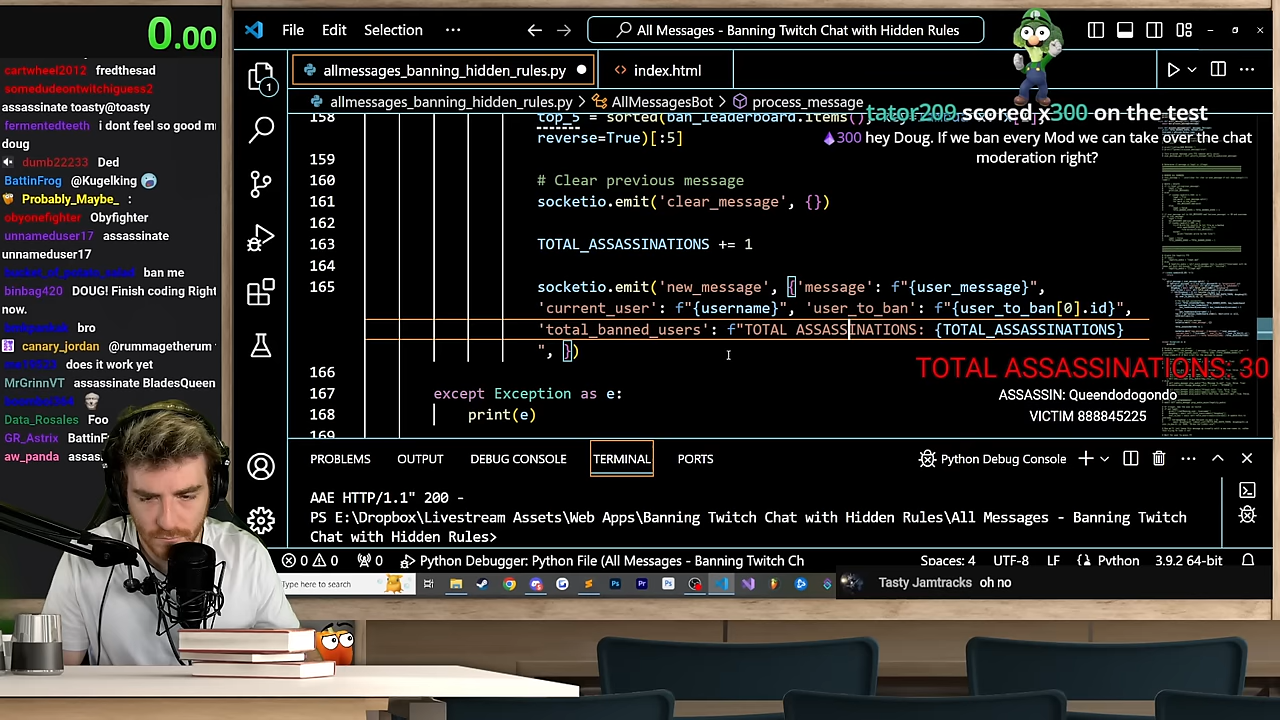 0.00
cartwheel2012 fredthesad
somedudeontwitchiguess2
assassinate toasty@toasty
fermentedteeth i dont feel so good mr
doug
dumb22233 Ded
BattinFrog @Kugelking
Probably_Maybe_ :
obyonefighter Obyfighter
unnameduser17 assassinate
unnameduser17
ban me
binbag420 DOUG! Finish coding Right
now.
bro
canary_jordan @rummagetherum
does it work yet
MrGrinnVT assassinate BladesQueen
Data_Rosales Foo
GR_Astrix BattinF
aw_panda assas
File Edit Selection ···
All Messages - Banning Twitch Chat with Hidden Rules
allmessages_banning_hidden_rules.py
index.html
allmessages_banning_hidden_rules.py > AllMessagesBot > process_message
tator209 scored x300 on the test
300 hey Doug. If we ban every Mod we can take over the chat
moderation right?
158 top_5 = sorted(ban_leaderboard.items()
reverse=True)[:5]
159
160 # Clear previous message
161 socketio.emit('clear_message', {})
162
163 TOTAL_ASSASSINATIONS += 1
164
165 socketio.emit('new_message', {'message': f"{user_message}",
'current_user': f"{username}", 'user_to_ban': f"{user_to_ban[0].id}",
'total_banned_users': f"TOTAL ASSASSINATIONS: {TOTAL_ASSASSINATIONS}
", })
166
167 except Exception as e:
168 print(e)
169
TOTAL ASSASSINATIONS: 30
ASSASSIN: Queendodogondo
VICTIM 888845225
PROBLEMS OUTPUT DEBUG CONSOLE TERMINAL PORTS
Python Debug Console
AAE HTTP/1.1" 200 -
PS E:\Dropbox\Livestream Assets\Web Apps\Banning Twitch Chat with Hidden Rules\All Messages - Banning Twitch
Chat with Hidden Rules>
0 0 0 Python Debugger: Python File (All Messages - Banning Twitch Ch
Spaces: 4 UTF-8 LF Python 3.9.2 64-bit
Type here to search
Tasty Jamtracks oh no
1